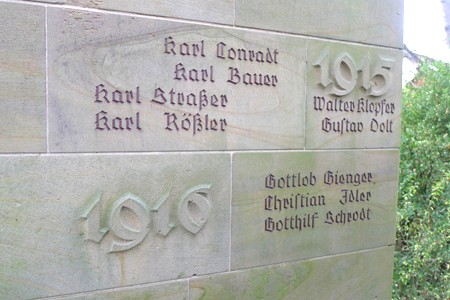 Karl Conradt
Karl Bauer
Karl Straßer
Karl Rößler
1915
Walter Klopfer
Gustav Dolt
1916
Gottlob Gienger
Christian Idler
Gotthilf Schrodt